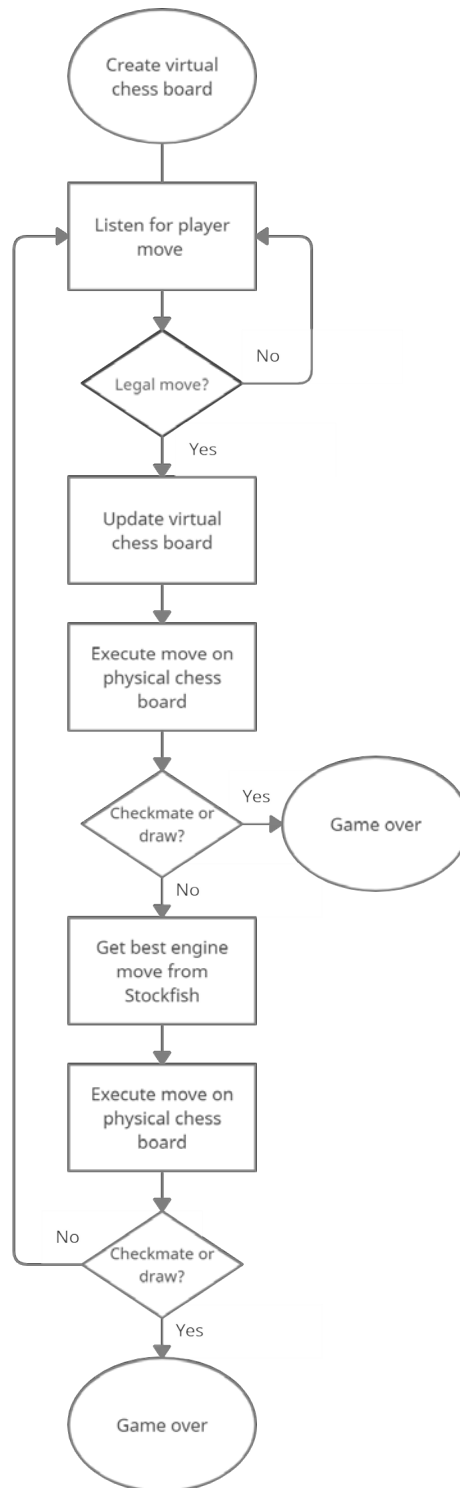 Create virtual
chess board
Listen for player
move
No
Legal move?
Yes
Update virtual
chess board
Execute move on
physical chess
board
Checkmate or
draw?
Yes
Game over
No
Get best engine
move from
Stockfish
Execute move on
physical chess
board
No
Checkmate or
draw?
Yes
Game over